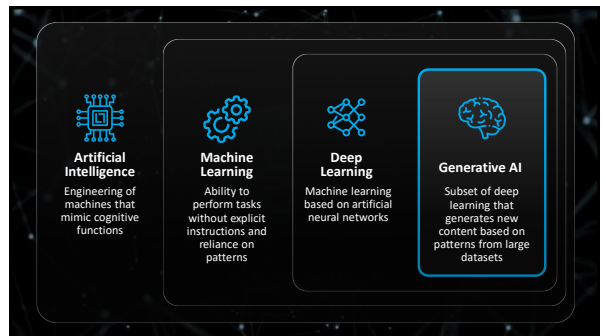 Artificial
Intelligence
Engineering of
machines that
mimic cognitive
functions
Machine
Learning
Ability to
perform tasks
without explicit
instructions and
reliance on
patterns
Deep
Learning
Machine learning
based on artificial
neural networks
Generative AI
Subset of deep
learning that
generates new
content based on
patterns from large
datasets